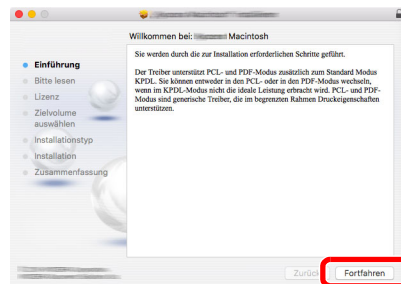 Willkommen bei: Macintosh
Einführung
Bitte lesen
Lizenz
Zielvolume
auswählen
Installationstyp
Installation
Zusammenfassung
Sie werden durch die zur Installation erforderlichen Schritte geführt.
Der Treiber unterstützt PCL- und PDF-Modus zusätzlich zum Standard Modus
KPDL. Sie können entweder in den PCL- oder in den PDF-Modus wechseln,
wenn im KPDL-Modus nicht die ideale Leistung erbracht wird. PCL- und PDF-
Modus sind generische Treiber, die im begrenzten Rahmen Druckeigenschaften
unterstützen.
Zurück
Fortfahren